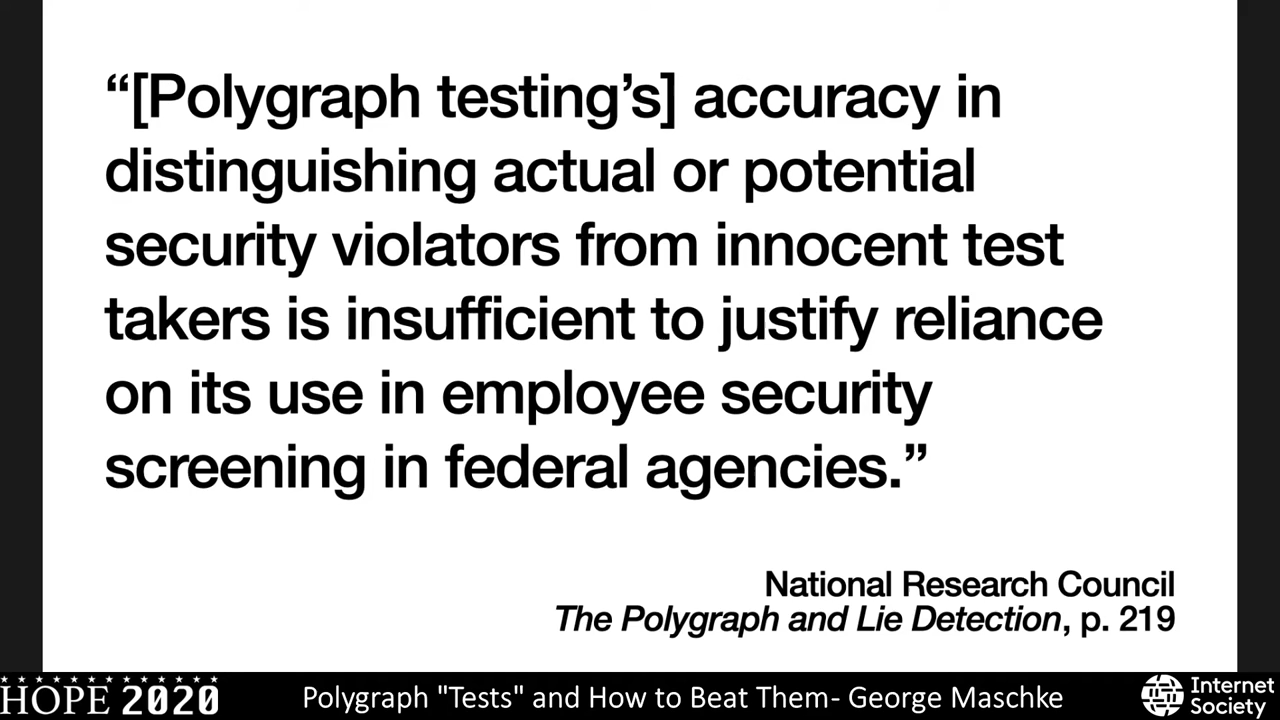 “[Polygraph testing’s] accuracy in
distinguishing actual or potential
security violators from innocent test
takers is insufficient to justify reliance
on its use in employee security
screening in federal agencies.”
National Research Council
The Polygraph and Lie Detection, p. 219
HOPE 2020
Polygraph "Tests" and How to Beat Them- George Maschke
Internet
Society